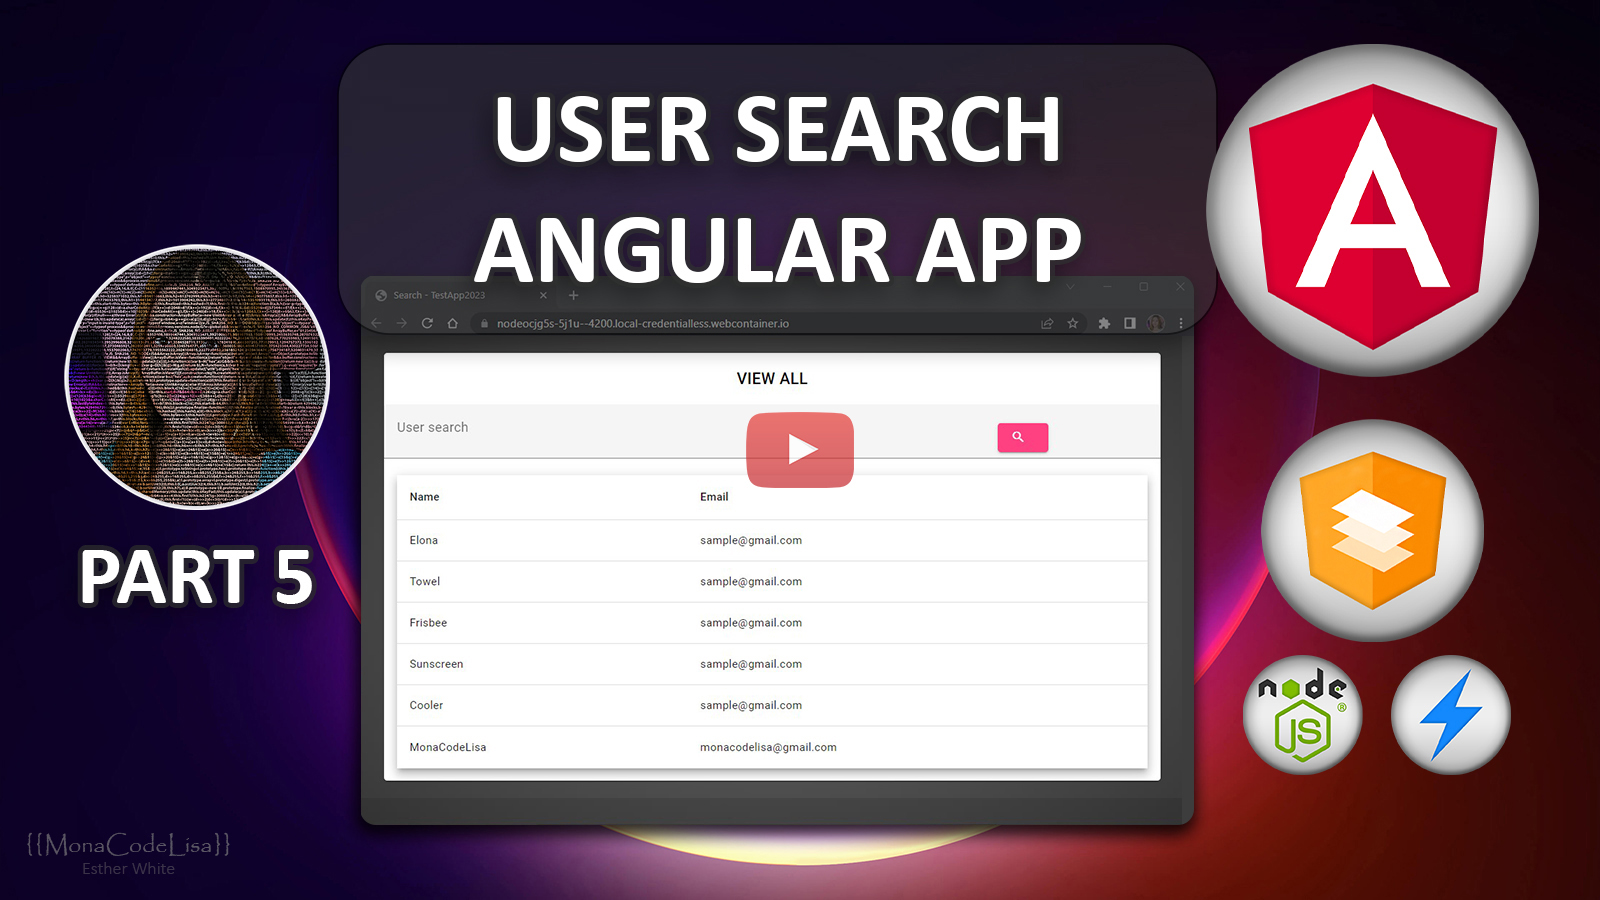 USER SEARCH
ANGULAR APP
Search - TestApp2023
nodeocjg5s-5j1u--4200.local-credentialless.webcontainer.io
VIEW ALL
User search
Name Email
Elona sample@gmail.com
Towel sample@gmail.com
Frisbee sample@gmail.com
Sunscreen sample@gmail.com
Cooler sample@gmail.com
MonaCodeLisa monacodelisa@gmail.com
PART 5
A
node
JS
®
{{MonaCodeLisa}}
Esther White